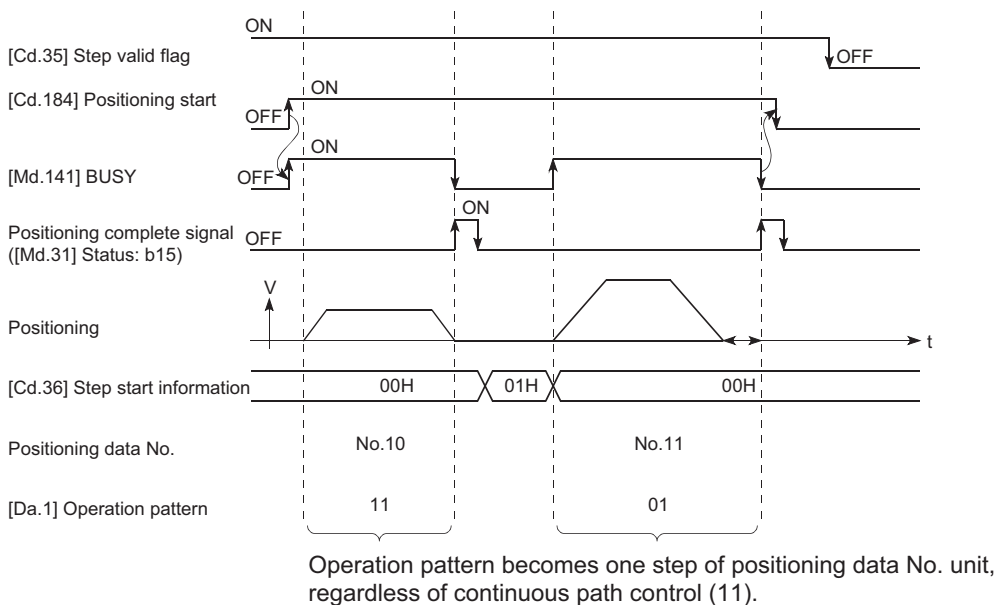 ON
[Cd.35] Step valid flag
OFF
[Cd.184] Positioning start
ON
OFF
[Md.141] BUSY
ON
OFF
Positioning complete signal
([Md.31] Status: b15)
ON
OFF
V
Positioning
t
[Cd.36] Step start information 00H 01H 00H
Positioning data No. No.10 No.11
[Da.1] Operation pattern 11 01
Operation pattern becomes one step of positioning data No. unit,
regardless of continuous path control (11).